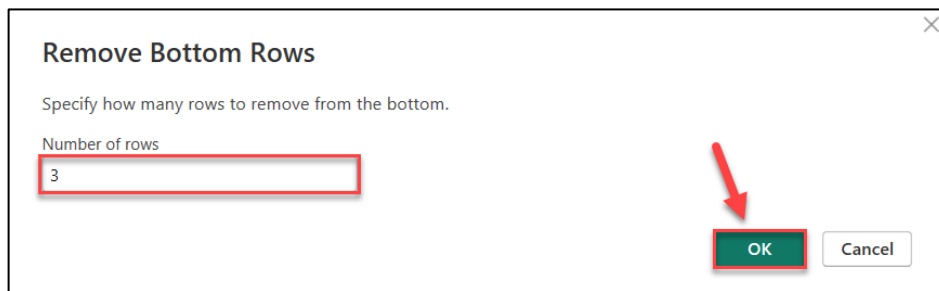 Remove Bottom Rows
Specify how many rows to remove from the bottom.
Number of rows
3
OK Cancel